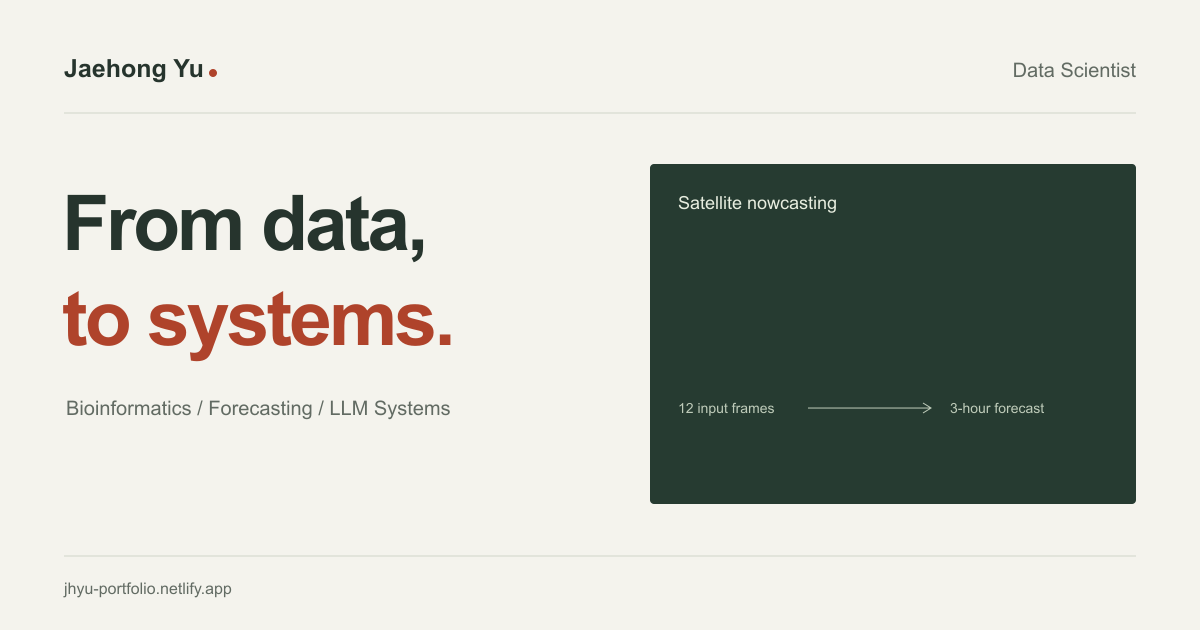 Jaehong Yu
Data Scientist
From data,
to systems.
Bioinformatics / Forecasting / LLM Systems
Satellite nowcasting
12 input frames
3-hour forecast
jhyu-portfolio.netlify.app